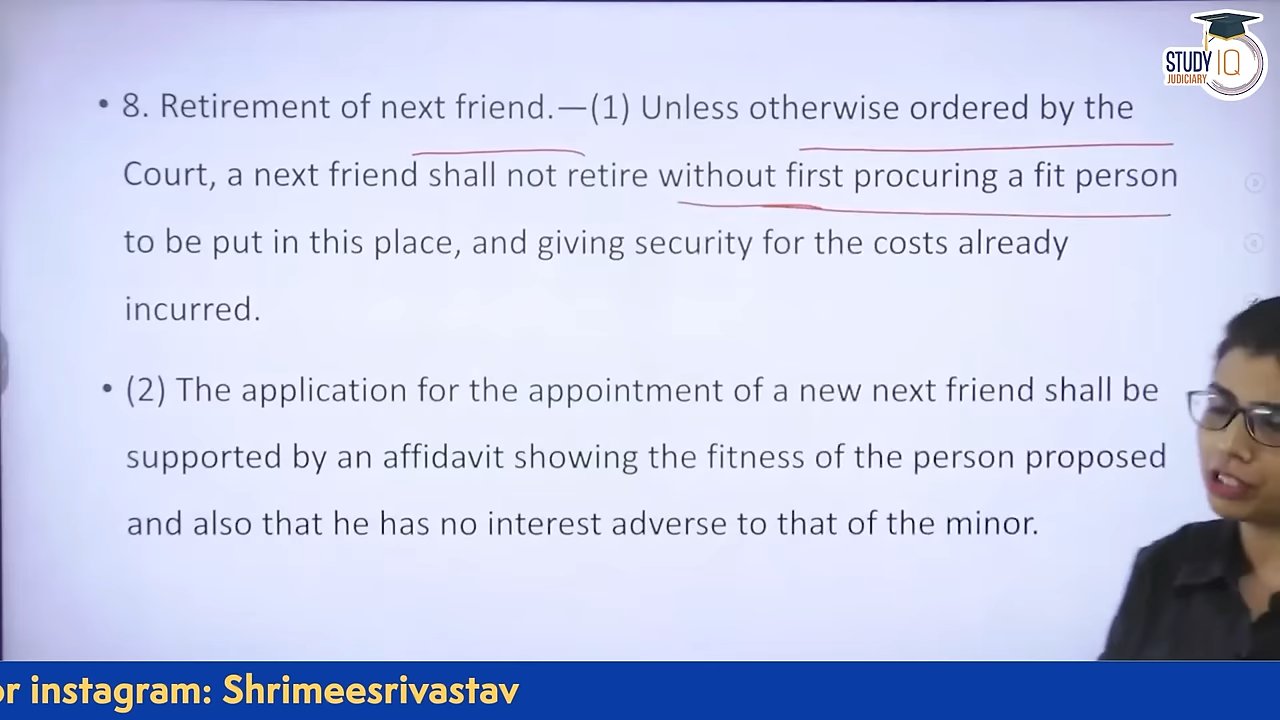 STUDY IQ
JUDICIARY
• 8. Retirement of next friend.—(1) Unless otherwise ordered by the
Court, a next friend shall not retire without first procuring a fit person
to be put in this place, and giving security for the costs already
incurred.
• (2) The application for the appointment of a new next friend shall be
supported by an affidavit showing the fitness of the person proposed
and also that he has no interest adverse to that of the minor.
or instagram: Shrimeesrivastav